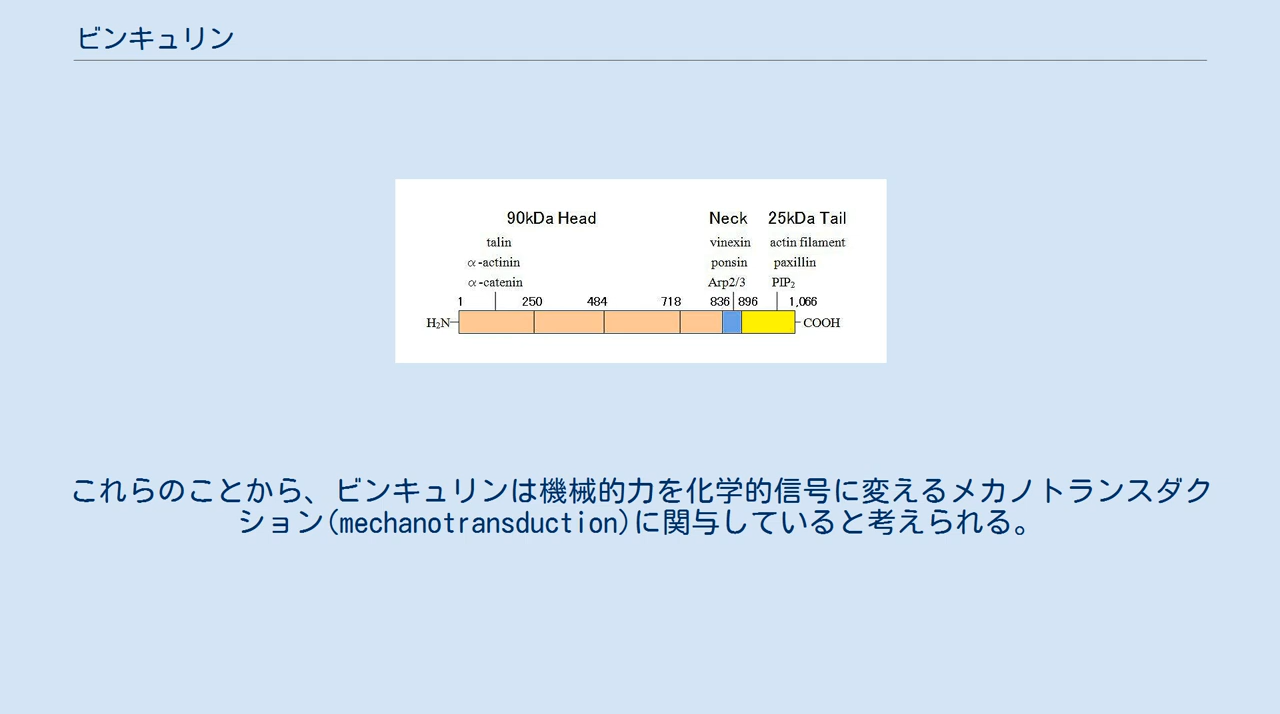 ビンキュリン
90kDa Head Neck 25kDa Tail
talin vinexin actin filament
α-actinin ponsin paxillin
α-catenin Arp2/3 PIP₂
1 250 484 718 836 896 1,066
H₂N COOH
これらのことから、ビンキュリンは機械的力を化学的信号に変えるメカノトランスダク
ション(mechanotransduction)に関与していると考えられる。